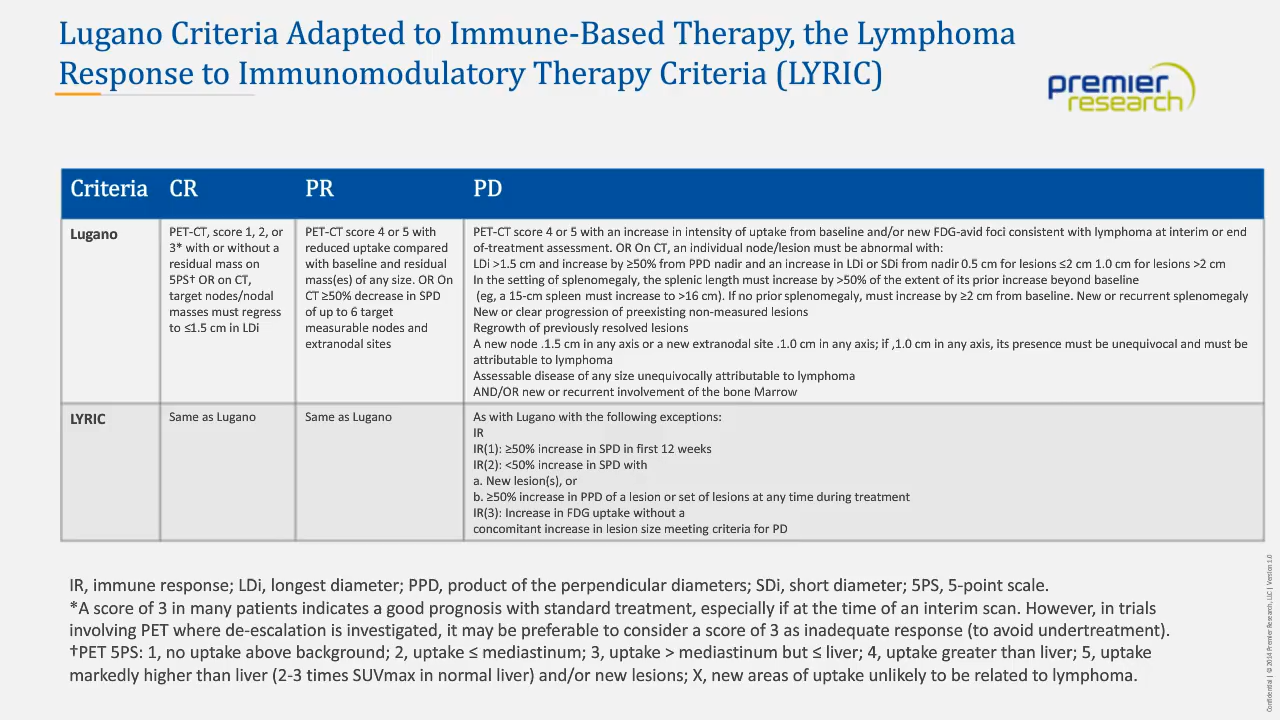 Lugano Criteria Adapted to Immune-Based Therapy, the Lymphoma
Response to Immunomodulatory Therapy Criteria (LYRIC)
premier
research
Criteria
CR
PR
PD
Lugano
PET-CT, score 1, 2, or
3* with or without a
residual mass on
5PS† OR on CT,
target nodes/nodal
masses must regress
to ≤1.5 cm in LDi
PET-CT score 4 or 5 with
reduced uptake compared
with baseline and residual
mass(es) of any size. OR On
CT ≥50% decrease in SPD
of up to 6 target
measurable nodes and
extranodal sites
PET-CT score 4 or 5 with an increase in intensity of uptake from baseline and/or new FDG-avid foci consistent with lymphoma at interim or end
of-treatment assessment. OR On CT, an individual node/lesion must be abnormal with:
LDi >1.5 cm and increase by ≥50% from PPD nadir and an increase in LDi or SDi from nadir 0.5 cm for lesions ≤2 cm 1.0 cm for lesions >2 cm
In the setting of splenomegaly, the splenic length must increase by >50% of the extent of its prior increase beyond baseline
(eg, a 15-cm spleen must increase to >16 cm). If no prior splenomegaly, must increase by ≥2 cm from baseline. New or recurrent splenomegaly
New or clear progression of preexisting non-measured lesions
Regrowth of previously resolved lesions
A new node .1.5 cm in any axis or a new extranodal site .1.0 cm in any axis; if ,1.0 cm in any axis, its presence must be unequivocal and must be
attributable to lymphoma
Assessable disease of any size unequivocally attributable to lymphoma
AND/OR new or recurrent involvement of the bone Marrow
LYRIC
Same as Lugano
Same as Lugano
As with Lugano with the following exceptions:
IR
IR(1): ≥50% increase in SPD in first 12 weeks
IR(2): <50% increase in SPD with
a. New lesion(s), or
b. ≥50% increase in PPD of a lesion or set of lesions at any time during treatment
IR(3): Increase in FDG uptake without a
concomitant increase in lesion size meeting criteria for PD
IR, immune response; LDi, longest diameter; PPD, product of the perpendicular diameters; SDi, short diameter; 5PS, 5-point scale.
*A score of 3 in many patients indicates a good prognosis with standard treatment, especially if at the time of an interim scan. However, in trials
involving PET where de-escalation is investigated, it may be preferable to consider a score of 3 as inadequate response (to avoid undertreatment).
†PET 5PS: 1, no uptake above background; 2, uptake ≤ mediastinum; 3, uptake > mediastinum but ≤ liver; 4, uptake greater than liver; 5, uptake
markedly higher than liver (2-3 times SUVmax in normal liver) and/or new lesions; X, new areas of uptake unlikely to be related to lymphoma.
Confidential | © 2014 Premier Research, LLC | Version 1.0